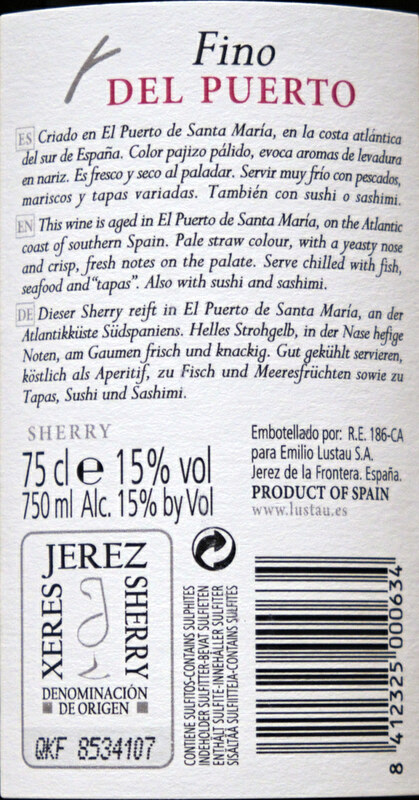 Fino
DEL PUERTO
ES Criado en El Puerto de Santa María, en la costa atlántica
del sur de España. Color pajizo pálido, evoca aromas de levadura
en nariz. Es fresco y seco al paladar. Servir muy frío con pescados,
mariscos y tapas variadas. También con sushi o sashimi.
EN This wine is aged in El Puerto de Santa María, on the Atlantic
coast of southern Spain. Pale straw colour, with a yeasty nose
and crisp, fresh notes on the palate. Serve chilled with fish,
seafood and "tapas". Also with sushi and sashimi.
DE Dieser Sherry reift in El Puerto de Santa María, an der
Atlantikküste Südspaniens. Helles Strohgelb, in der Nase hefige
Noten, am Gaumen frisch und knackig. Gut gekühlt servieren,
köstlich als Aperitif, zu Fisch und Meeresfrüchten sowie zu
Tapas, Sushi und Sashimi.
SHERRY
75 cl e 15% vol
750 ml Alc. 15% by Vol
Embotellado por: R.E. 186-CA
para Emilio Lustau S.A.
Jerez de la Frontera. España.
PRODUCT OF SPAIN
www.lustau.es
XERES
JEREZ
SHERRY
DENOMINACIÓN
DE ORIGEN
QKF 8534107
CONTIENE SULFITOS-CONTAINS SULPHITES
INDEHOLDER SULFITTER-BEVAT SULFIETEN
ENTHÄLT SULFITE-INNEHÅLLER SULFITER
SISÄLTÄÄ SULFIITTEJA-CONTAINS SULFITES
8 412325 000634